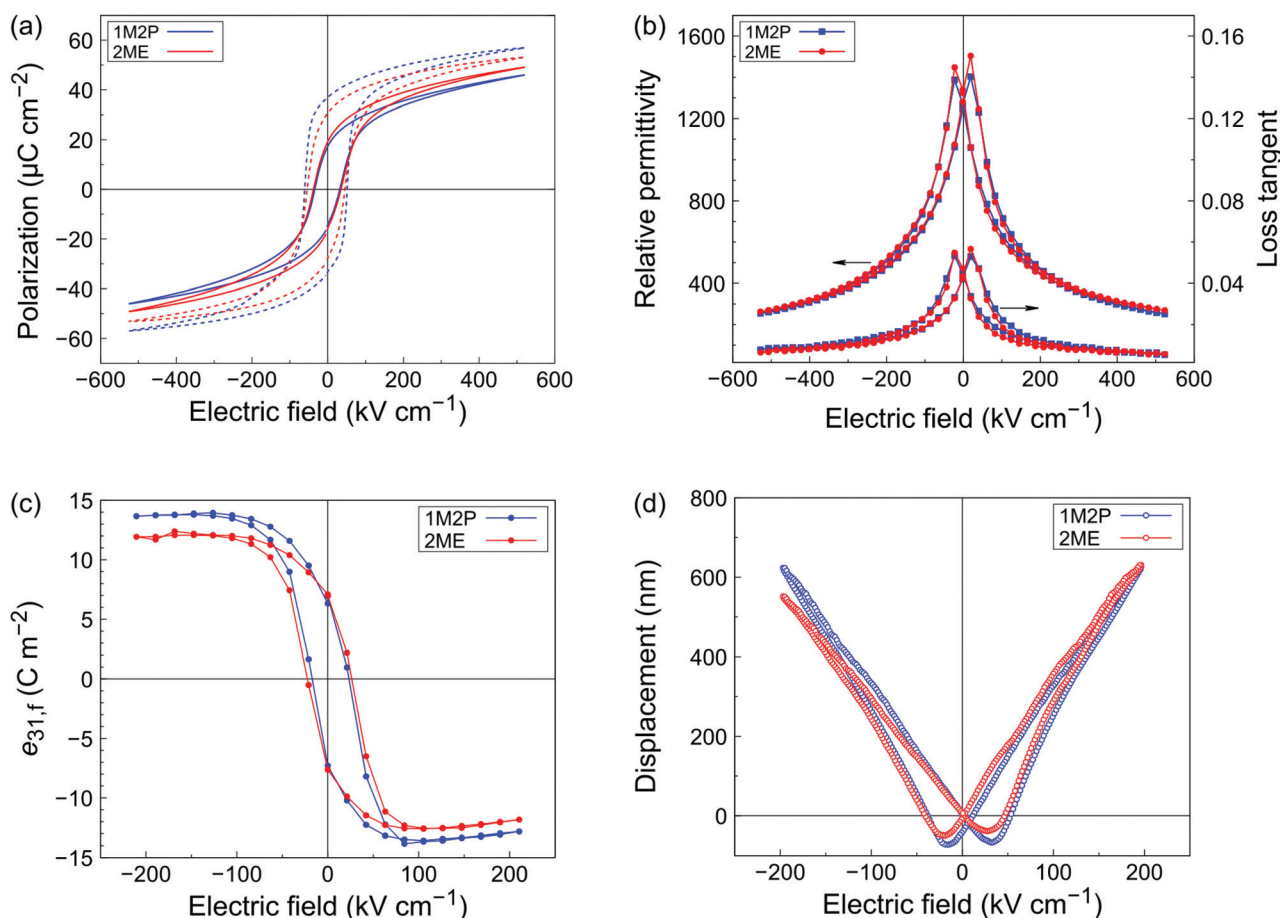 (a)
1M2P
2ME
60
40
20
0
−20
−40
−60
Polarization (μC cm⁻²)
−600 −400 −200 0 200 400 600
Electric field (kV cm⁻¹)
(b)
1M2P
2ME
1600
1200
800
400
Relative permittivity
0.16
0.12
0.08
0.04
Loss tangent
−600 −400 −200 0 200 400 600
Electric field (kV cm⁻¹)
(c)
1M2P
2ME
15
10
5
0
−5
−10
−15
e31,f (C m⁻²)
−200 −100 0 100 200
Electric field (kV cm⁻¹)
(d)
1M2P
2ME
800
600
400
200
0
−100
Displacement (nm)
−200 −100 0 100 200
Electric field (kV cm⁻¹)